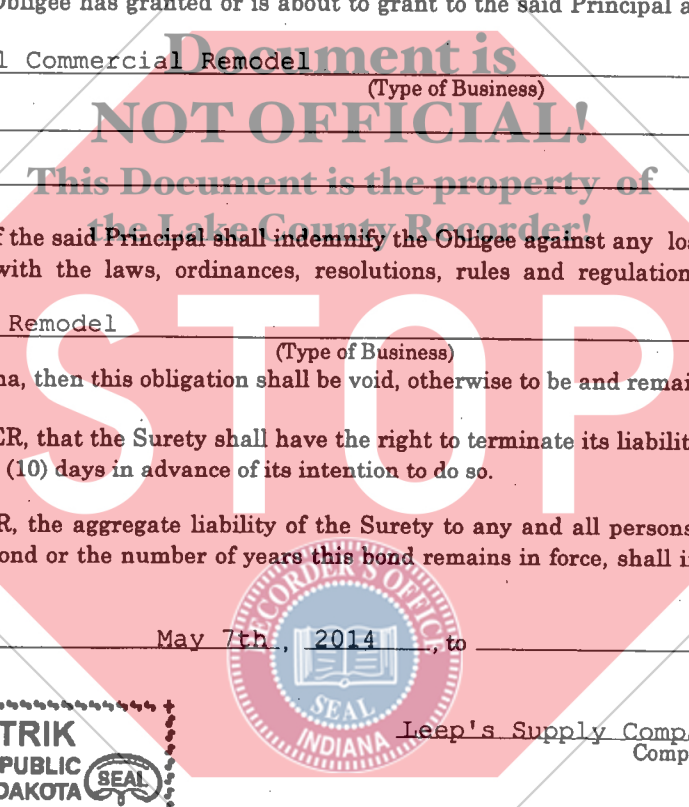 Obligee has granted or is about to grant to the said Principal a
l Commercial Remodel
Document is
(Type of Business)
NOT OFFICIAL!
This Document is the property of
the Lake County Recorder!
f the said Principal shall indemnify the Obligee against any los
with the laws, ordinances, resolutions, rules and regulation
STOP
Remodel
(Type of Business)
na, then this obligation shall be void, otherwise to be and remai
ER, that the Surety shall have the right to terminate its liabilit
(10) days in advance of its intention to do so.
R, the aggregate liability of the Surety to any and all persons
ond or the number of years this bond remains in force, shall i
RECORDER'S OFFICE
SEAL
INDIANA
May 7th, 2014, to
TRIK
PUBLIC
DAKOTA
SEAL
Leep's Supply Comp
Comp